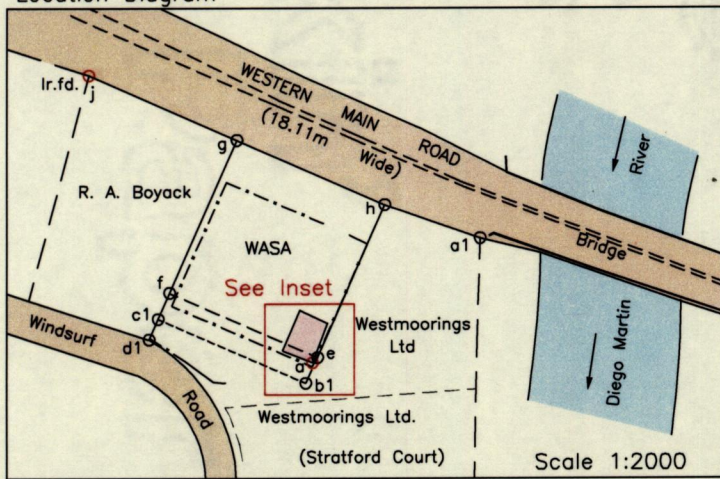 Location Diagram
Ir.fd.
j
WESTERN MAIN ROAD
(18.11m Wide)
River
g
R. A. Boyack
h
WASA
a1
Bridge
See Inset
f
c1
Windsurf
d1
Westmoorings
Ltd
e
a
b1
Diego Martin
Road
Westmoorings Ltd.
(Stratford Court)
Scale 1:2000